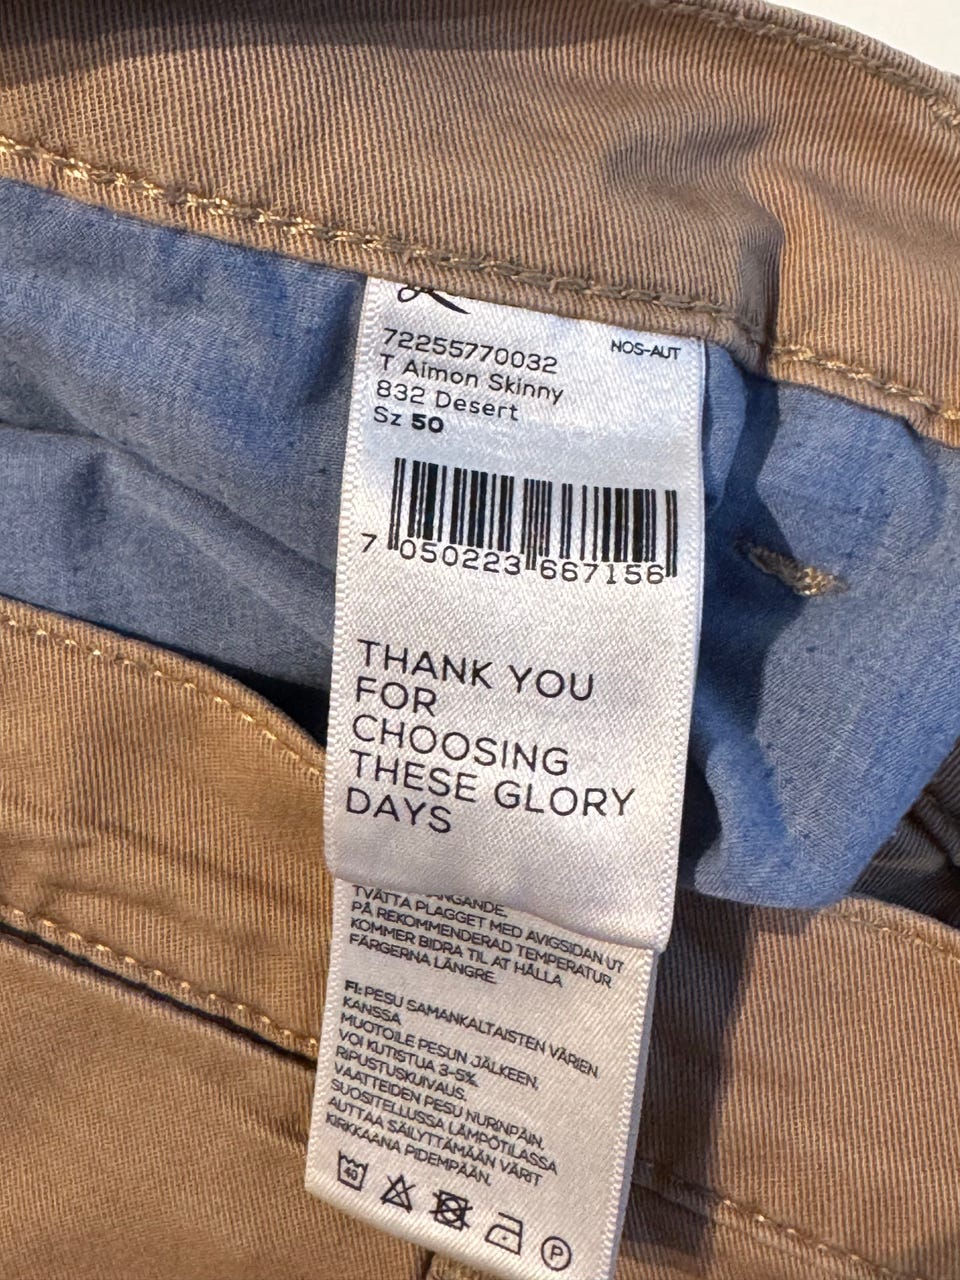 72255770032
NOS-AUT
T Aimon Skinny
832 Desert
Sz 50
7 050223 667156
THANK YOU
FOR
CHOOSING
THESE GLORY
DAYS
TVÄTTA PLAGGET MED AVIGSIDAN UT
PÅ REKOMMENDERAD TEMPERATUR
KOMMER BIDRA TIL AT HÅLLA
FÄRGERNA LÄNGRE.
FI: PESU SAMANKALTAISTEN VÄRIEN
KANSSA
MUOTOILE PESUN JÄLKEEN,
VOI KUTISTUA 3-5%.
RIPUSTUSKUIVAUS.
VAATTEIDEN PESU NURINPÄIN,
SUOSITELLUSSA LÄMPÖTILASSA
AUTTAA SÄILYTTÄMÄÄN VÄRIT
KIRKKAANA PIDEMPÄÄN.
40
P